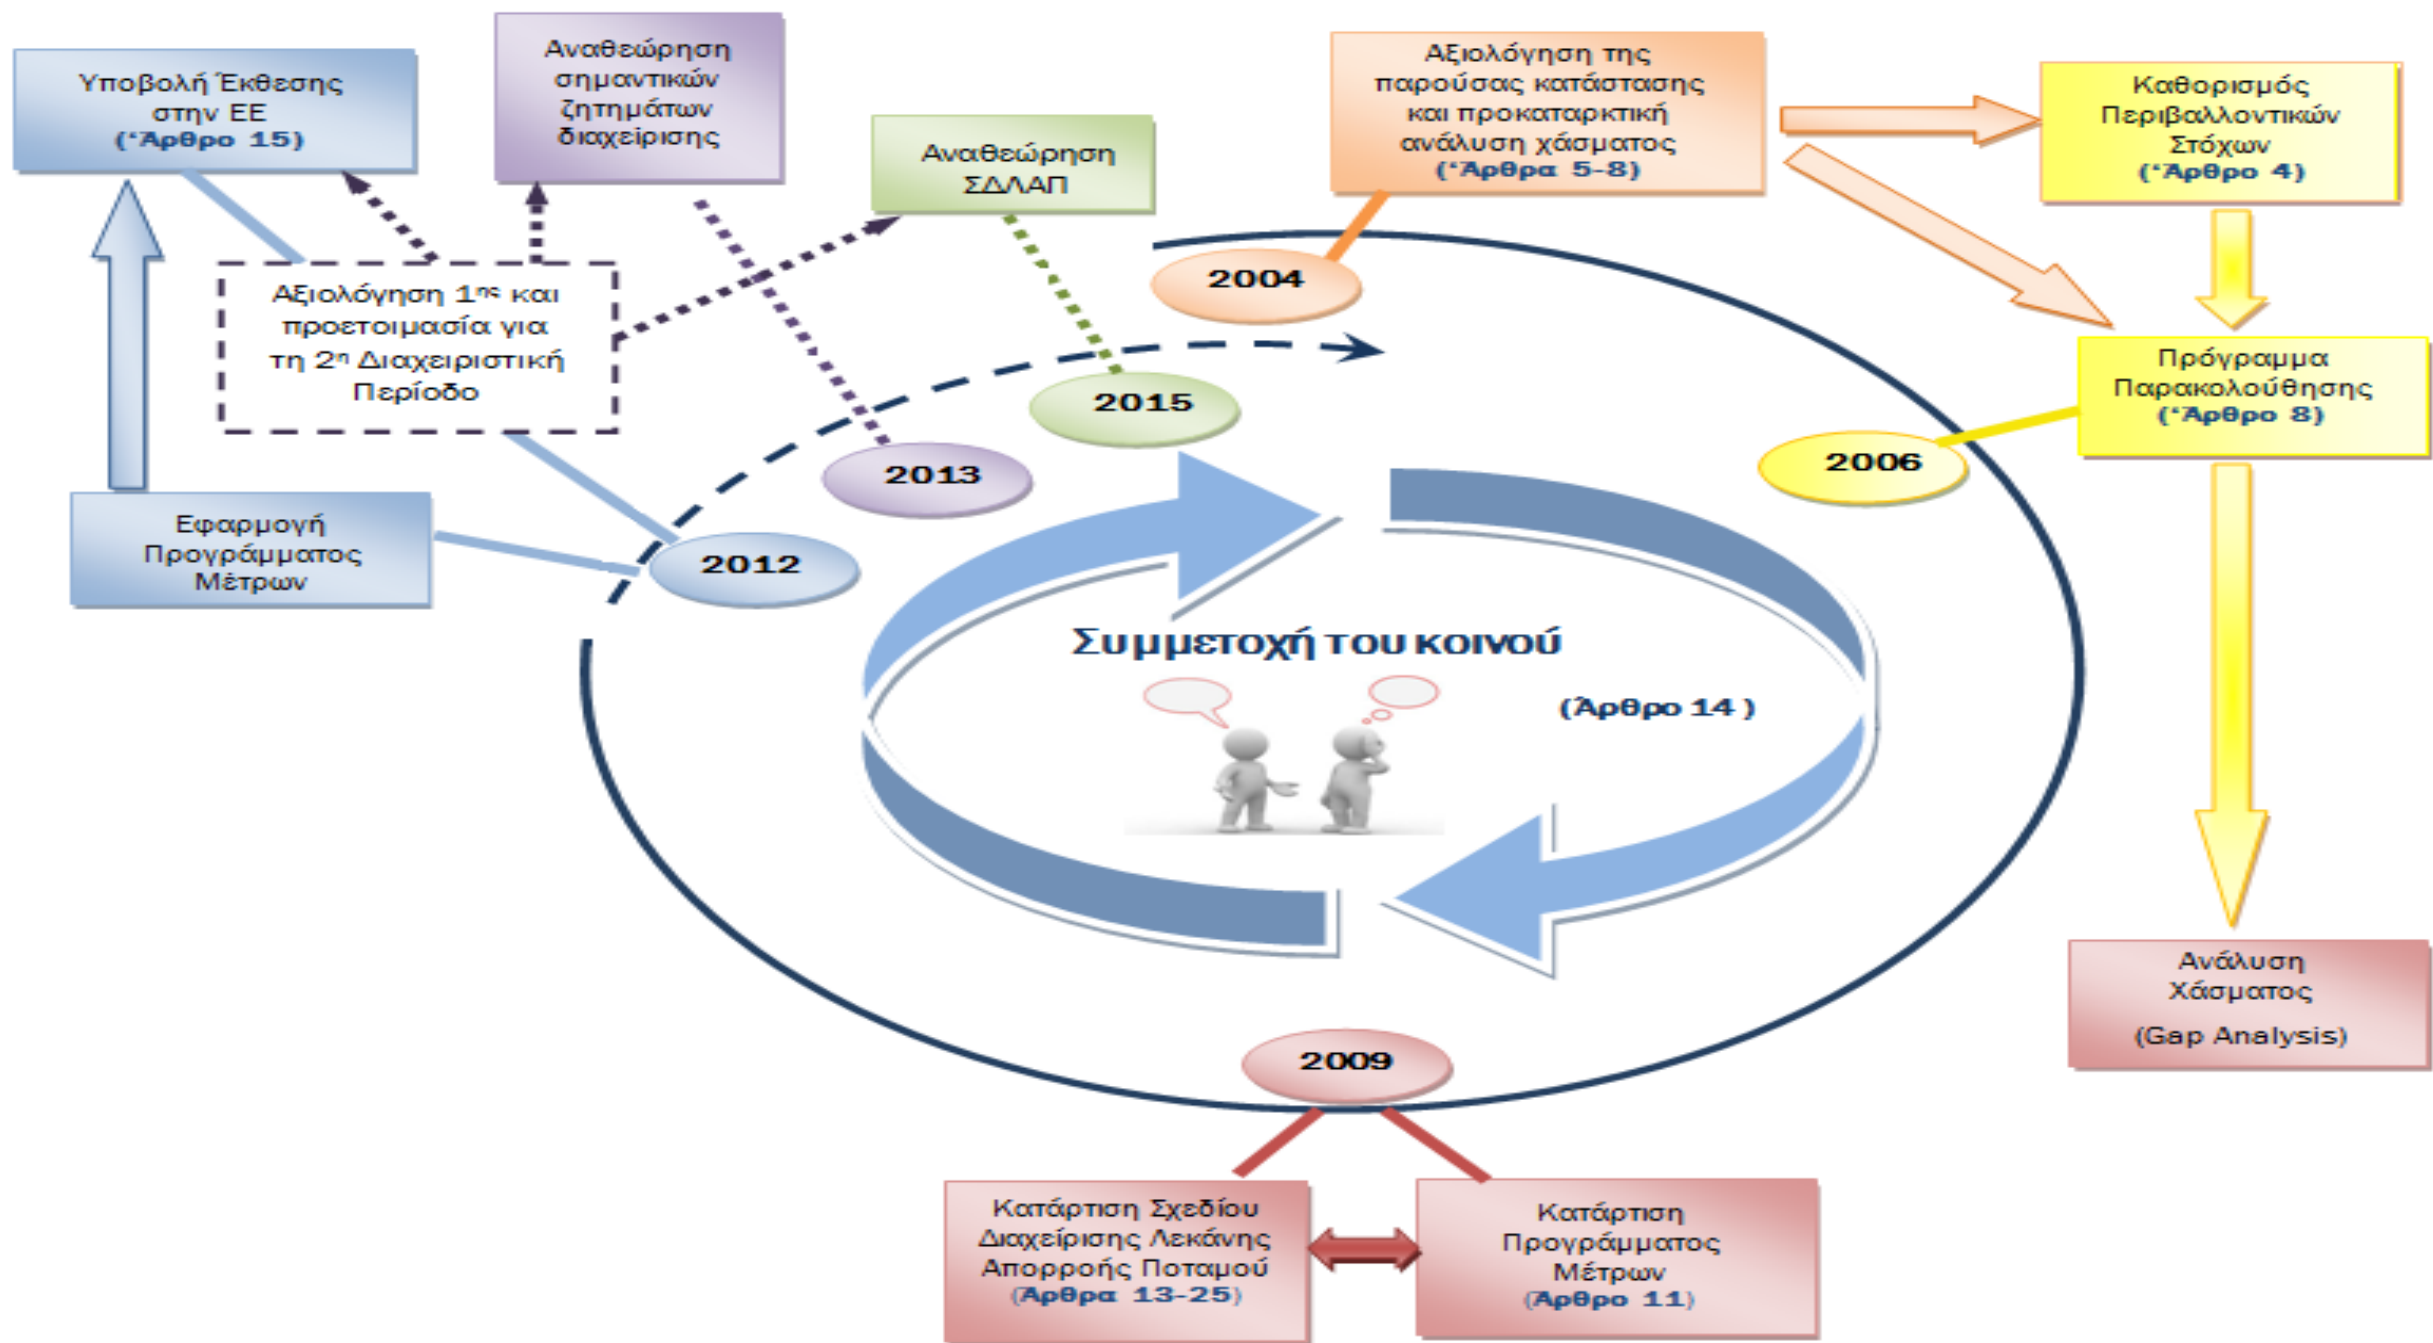 Υποβολή Έκθεσης
στην ΕΕ
(‘Άρθρο 15)
Αναθεώρηση
σημαντικών
ζητημάτων
διαχείρισης
Αναθεώρηση
ΣΔΛΑΠ
Αξιολόγηση της
παρούσας κατάστασης
και προκαταρκτική
ανάλυση χάσματος
(‘Άρθρα 5-8)
Καθορισμός
Περιβαλλοντικών
Στόχων
(‘Άρθρο 4)
Αξιολόγηση 1ης και
προετοιμασία για
τη 2η Διαχειριστική
Περίοδο
2004
Πρόγραμμα
Παρακολούθησης
(‘Άρθρο 8)
2015
2006
2013
Εφαρμογή
Προγράμματος
Μέτρων
2012
Συμμετοχή του κοινού
(Άρθρο 14 )
Ανάλυση
Χάσματος
(Gap Analysis)
2009
Κατάρτιση Σχεδίου
Διαχείρισης Λεκάνης
Απορροής Ποταμού
(Άρθρα 13-25)
Κατάρτιση
Προγράμματος
Μέτρων
(Άρθρο 11)